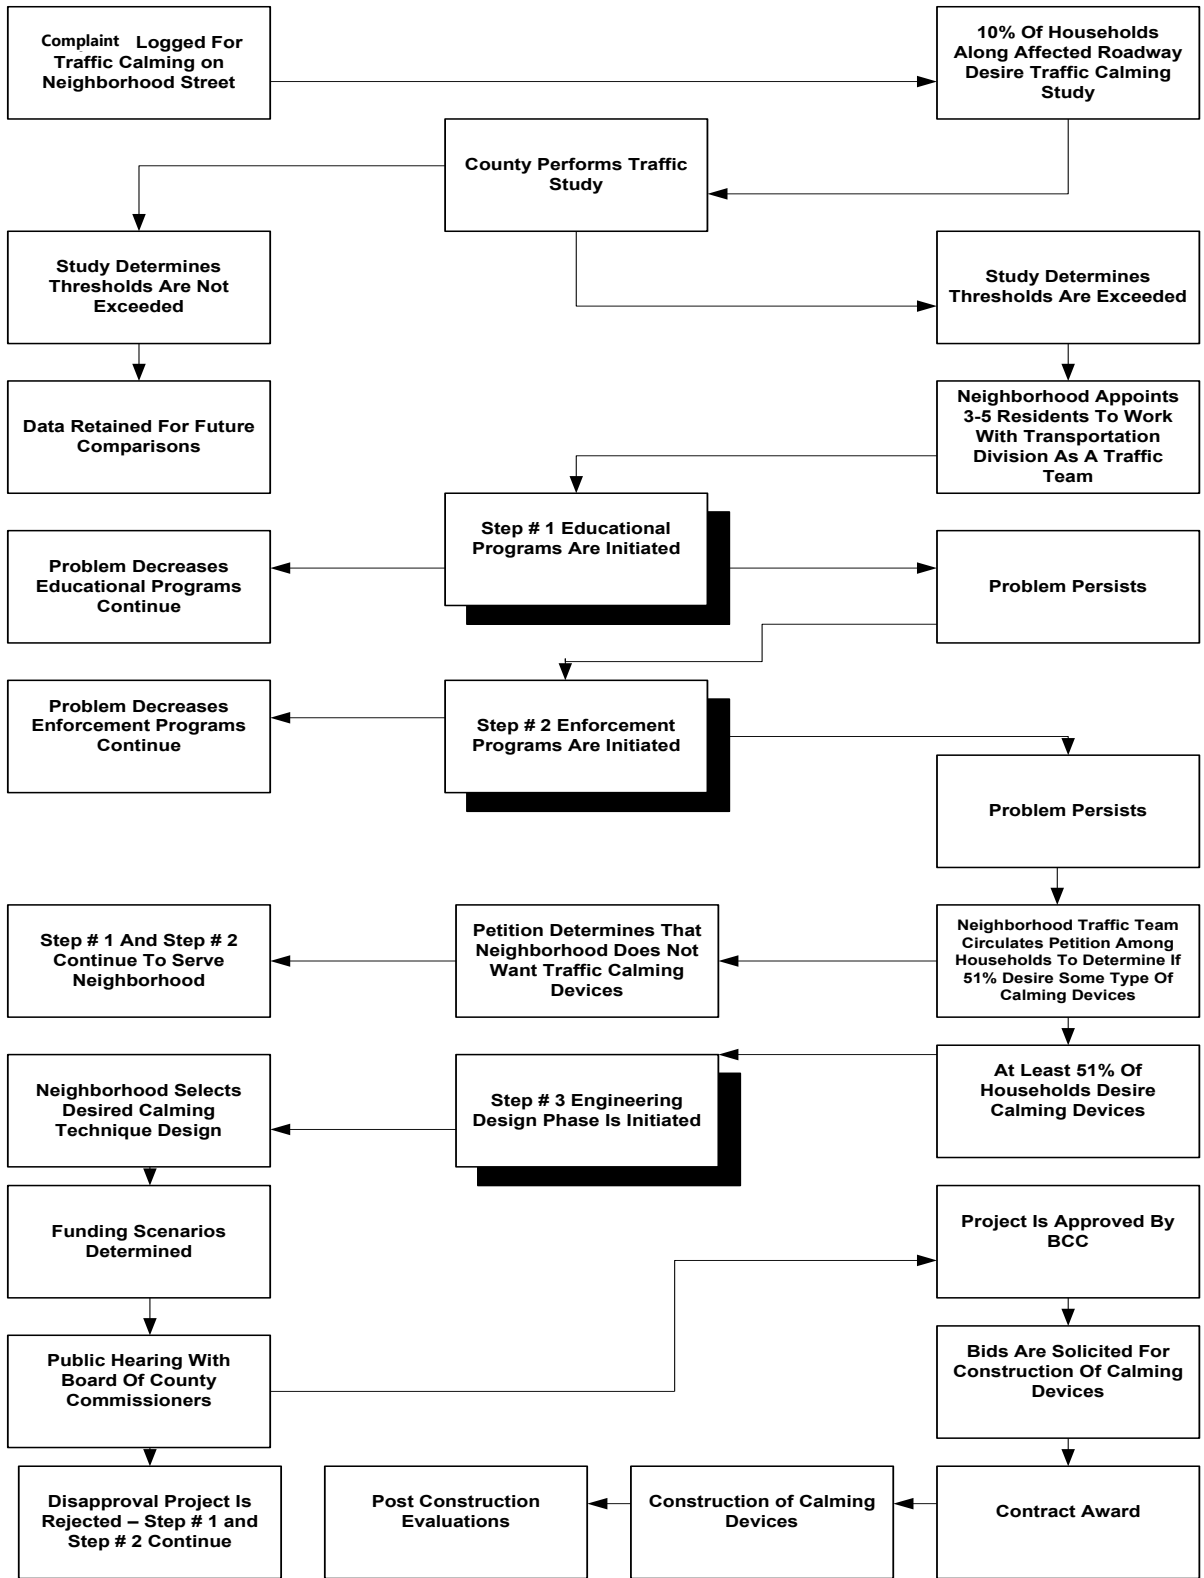 Complaint Logged For
Traffic Calming on
Neighborhood Street
10% Of Households
Along Affected Roadway
Desire Traffic Calming
Study
County Performs Traffic
Study
Study Determines
Thresholds Are Not
Exceeded
Study Determines
Thresholds Are Exceeded
Data Retained For Future
Comparisons
Neighborhood Appoints
3-5 Residents To Work
With Transportation
Division As A Traffic
Team
Step # 1 Educational
Programs Are Initiated
Problem Decreases
Educational Programs
Continue
Problem Persists
Problem Decreases
Enforcement Programs
Continue
Step # 2 Enforcement
Programs Are Initiated
Problem Persists
Step # 1 And Step # 2
Continue To Serve
Neighborhood
Petition Determines That
Neighborhood Does Not
Want Traffic Calming
Devices
Neighborhood Traffic Team
Circulates Petition Among
Households To Determine If
51% Desire Some Type Of
Calming Devices
Neighborhood Selects
Desired Calming
Technique Design
Step # 3 Engineering
Design Phase Is Initiated
At Least 51% Of
Households Desire
Calming Devices
Funding Scenarios
Determined
Project Is Approved By
BCC
Public Hearing With
Board Of County
Commissioners
Bids Are Solicited For
Construction Of Calming
Devices
Disapproval Project Is
Rejected – Step # 1 and
Step # 2 Continue
Post Construction
Evaluations
Construction of Calming
Devices
Contract Award